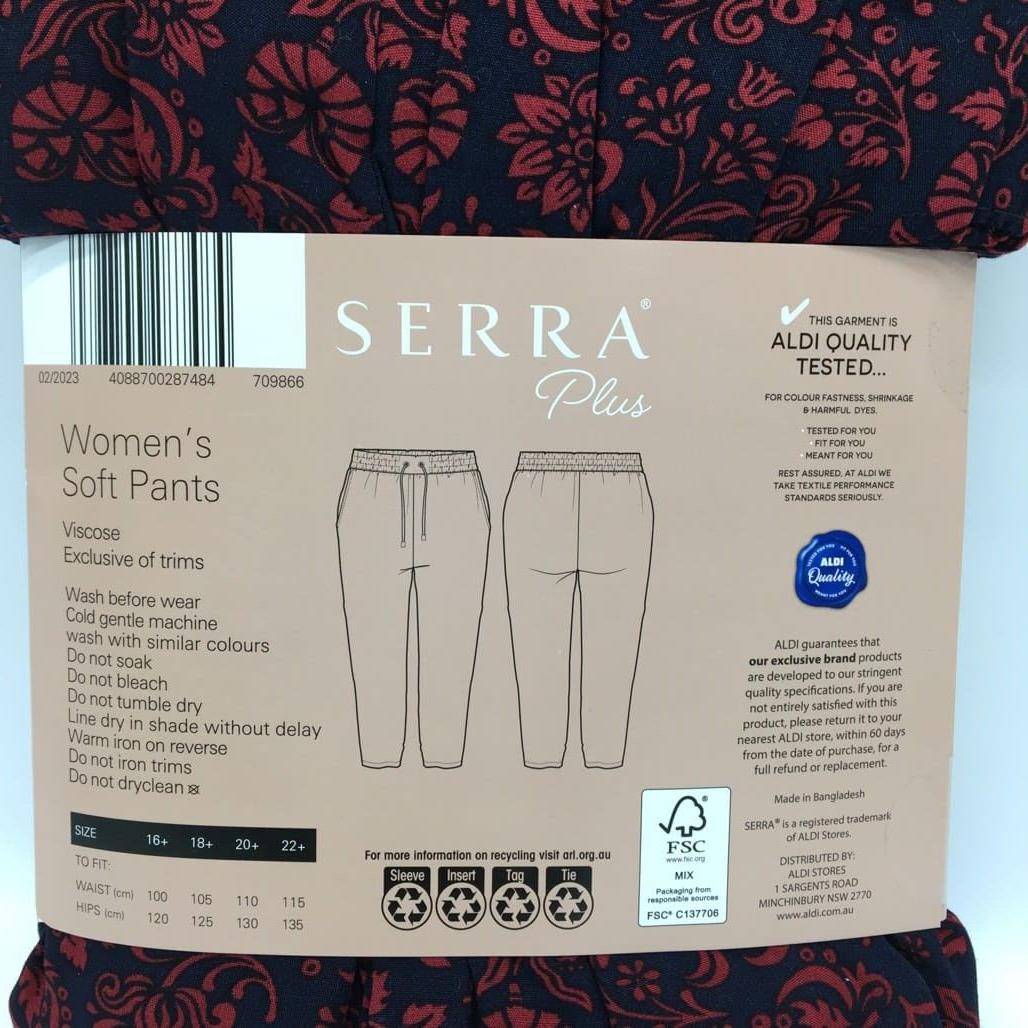 02/2023 4088700287484 709866
SERRA®
Plus
Women's
Soft Pants
Viscose
Exclusive of trims
Wash before wear
Cold gentle machine
wash with similar colours
Do not soak
Do not bleach
Do not tumble dry
Line dry in shade without delay
Warm iron on reverse
Do not iron trims
Do not dryclean
SIZE 16+ 18+ 20+ 22+
TO FIT:
WAIST (cm) 100 105 110 115
HIPS (cm) 120 125 130 135
For more information on recycling visit arl.org.au
Sleeve Insert Tag Tie
FSC®
www.fsc.org
MIX
Packaging from
responsible sources
FSC® C137706
THIS GARMENT IS
ALDI QUALITY
TESTED...
FOR COLOUR FASTNESS, SHRINKAGE
& HARMFUL DYES.
• TESTED FOR YOU
• FIT FOR YOU
• MEANT FOR YOU
REST ASSURED, AT ALDI WE
TAKE TEXTILE PERFORMANCE
STANDARDS SERIOUSLY.
TESTED FOR YOU • FIT FOR YOU
ALDI
Quality
MEANT FOR YOU
ALDI guarantees that
our exclusive brand products
are developed to our stringent
quality specifications. If you are
not entirely satisfied with this
product, please return it to your
nearest ALDI store, within 60 days
from the date of purchase, for a
full refund or replacement.
Made in Bangladesh
SERRA® is a registered trademark
of ALDI Stores.
DISTRIBUTED BY:
ALDI STORES
1 SARGENTS ROAD
MINCHINBURY NSW 2770
www.aldi.com.au